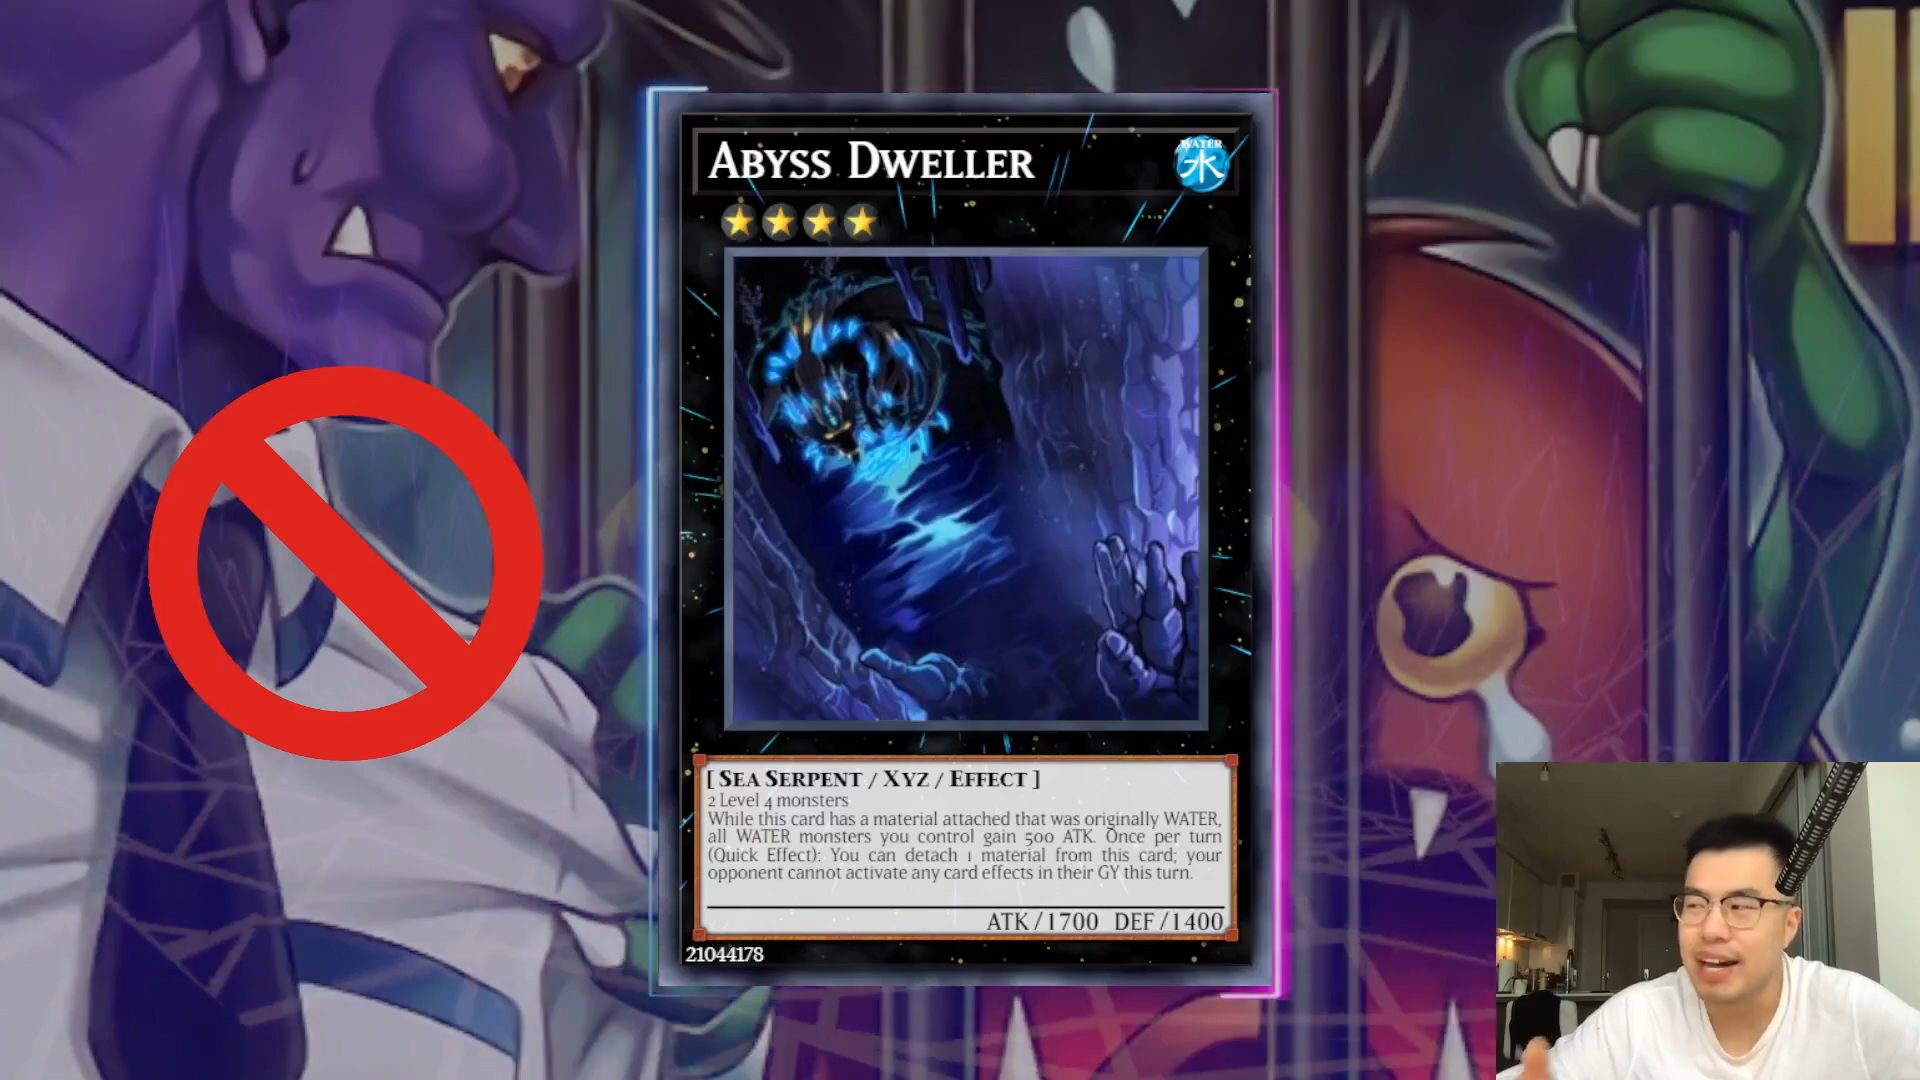 ABYSS DWELLER
WATER
水
[ SEA SERPENT / XYZ / EFFECT ]
2 Level 4 monsters
While this card has a material attached that was originally WATER,
all WATER monsters you control gain 500 ATK. Once per turn
(Quick Effect): You can detach 1 material from this card; your
opponent cannot activate any card effects in their GY this turn.
ATK/1700 DEF/1400
21044178